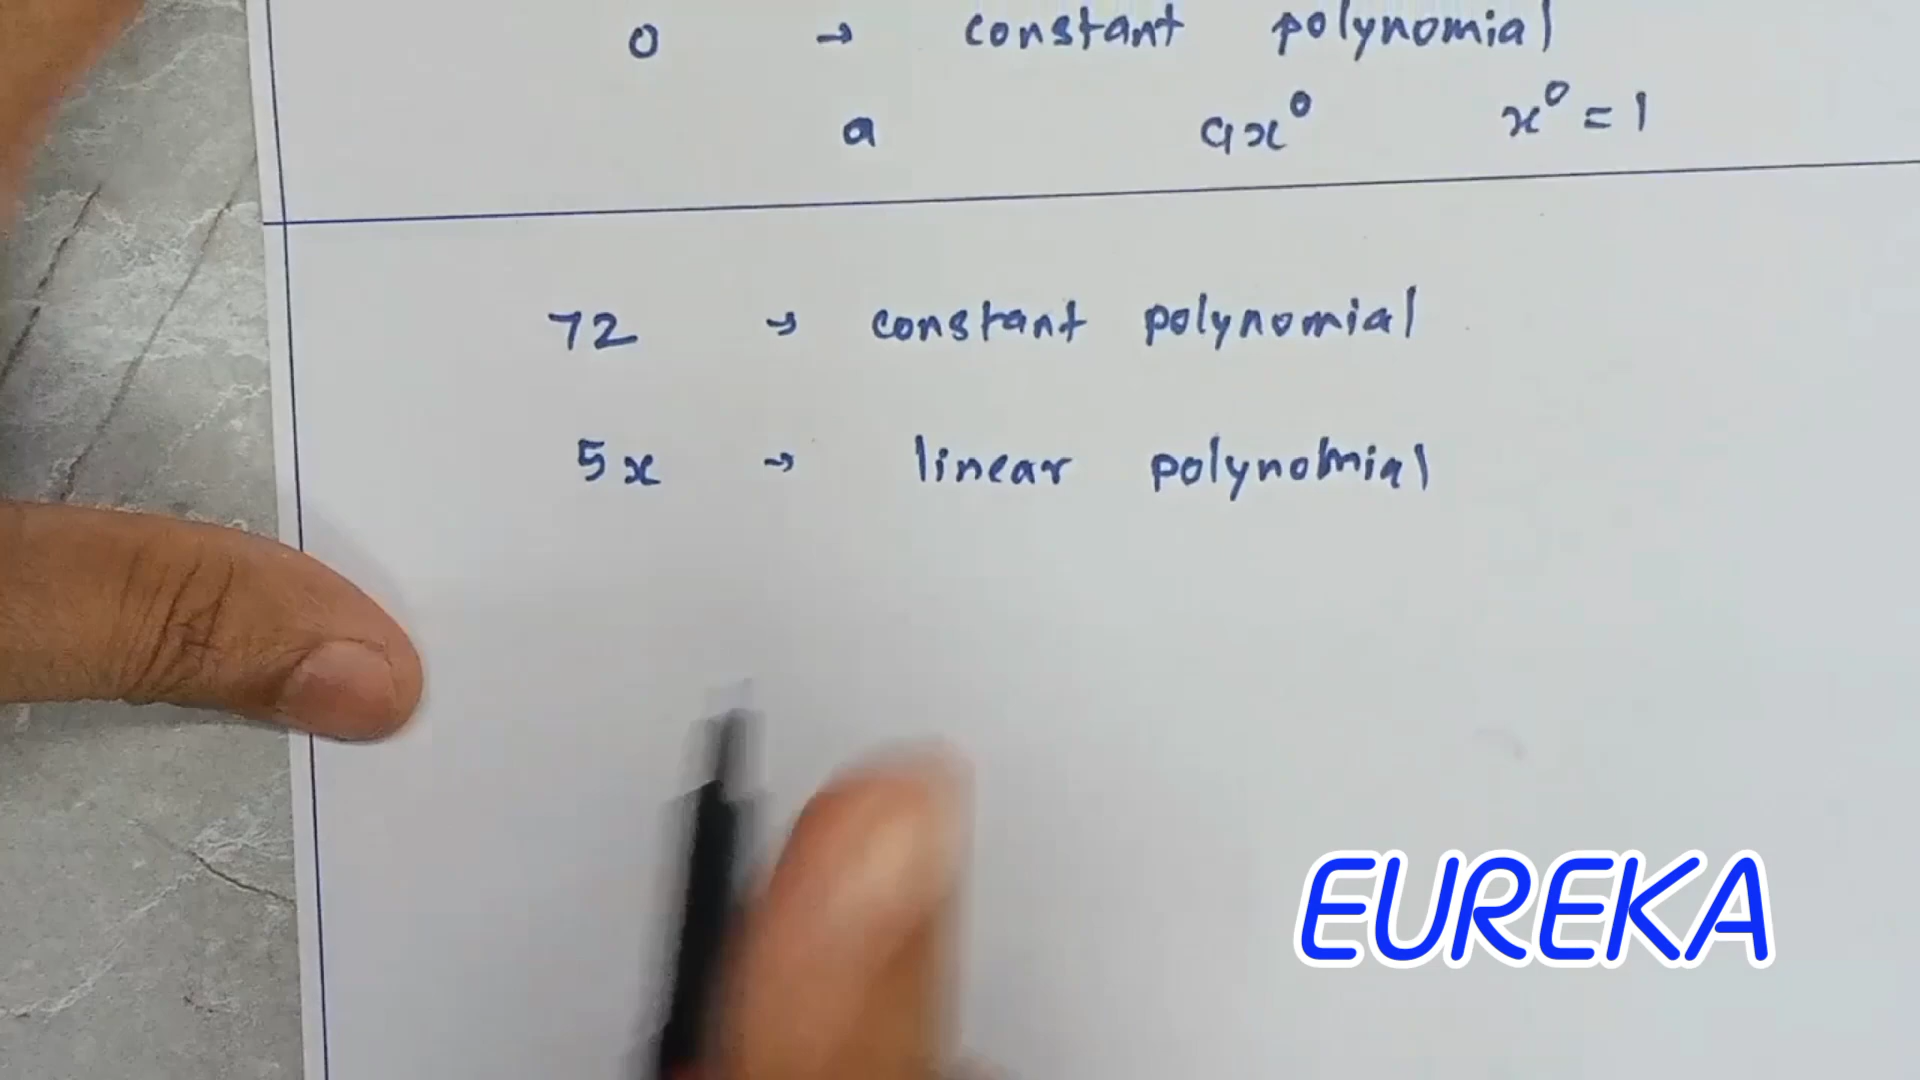 0 → constant polynomial
a ax⁰ x⁰ = 1
72 → constant polynomial
5x → linear polynomial
EUREKA